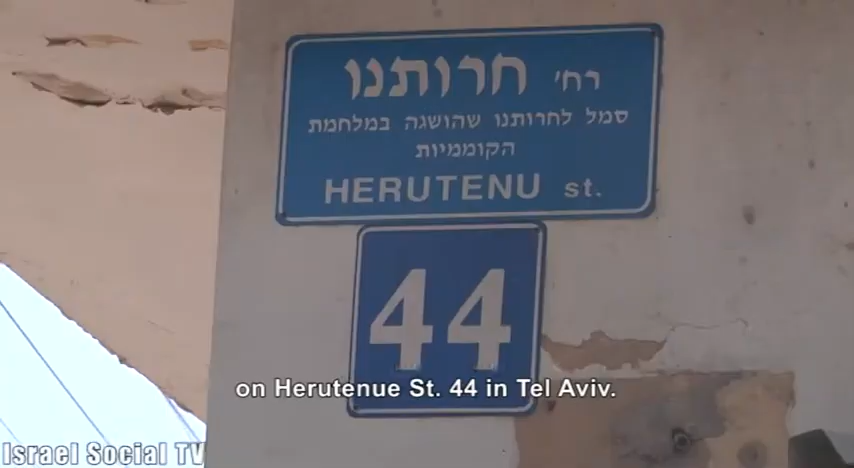 רח' חרותנו
סמל לחרותנו שהושגה במלחמת
הקוממיות
HERUTENU st.
44
on Herutenue St. 44 in Tel Aviv.
Israel Social TV